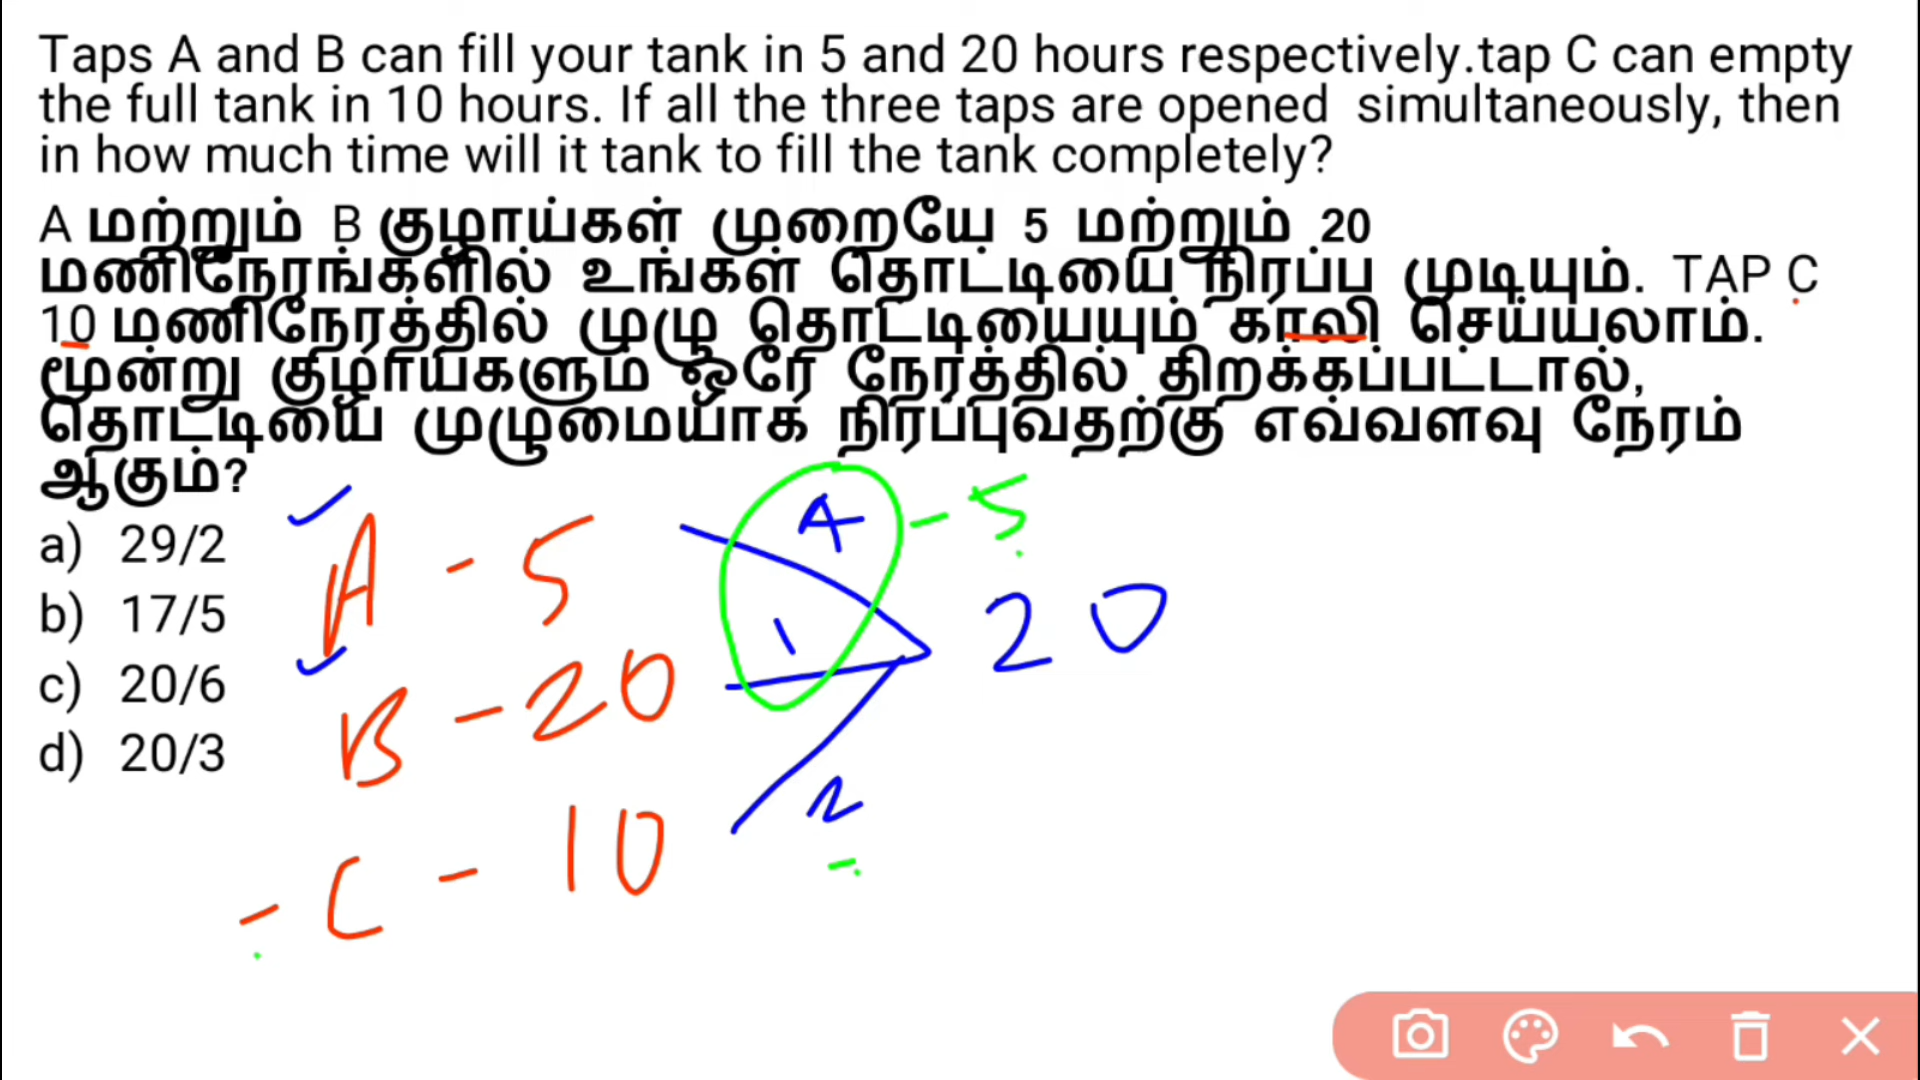 Taps A and B can fill your tank in 5 and 20 hours respectively.tap C can empty
the full tank in 10 hours. If all the three taps are opened simultaneously, then
in how much time will it tank to fill the tank completely?
A மற்றும் B குழாய்கள் முறையே 5 மற்றும் 20
மணிநேரங்களில் உங்கள் தொட்டியை நிரப்ப முடியும். TAP C
10 மணிநேரத்தில் முழு தொட்டியையும் காலி செய்யலாம்.
மூன்று குழாய்களும் ஒரே நேரத்தில் திறக்கப்பட்டால்,
தொட்டியை முழுமையாக நிரப்புவதற்கு எவ்வளவு நேரம்
ஆகும்?
a) 29/2
b) 17/5
c) 20/6
d) 20/3
A - 5
4 - 5
B - 20
1
20
- C - 10
2